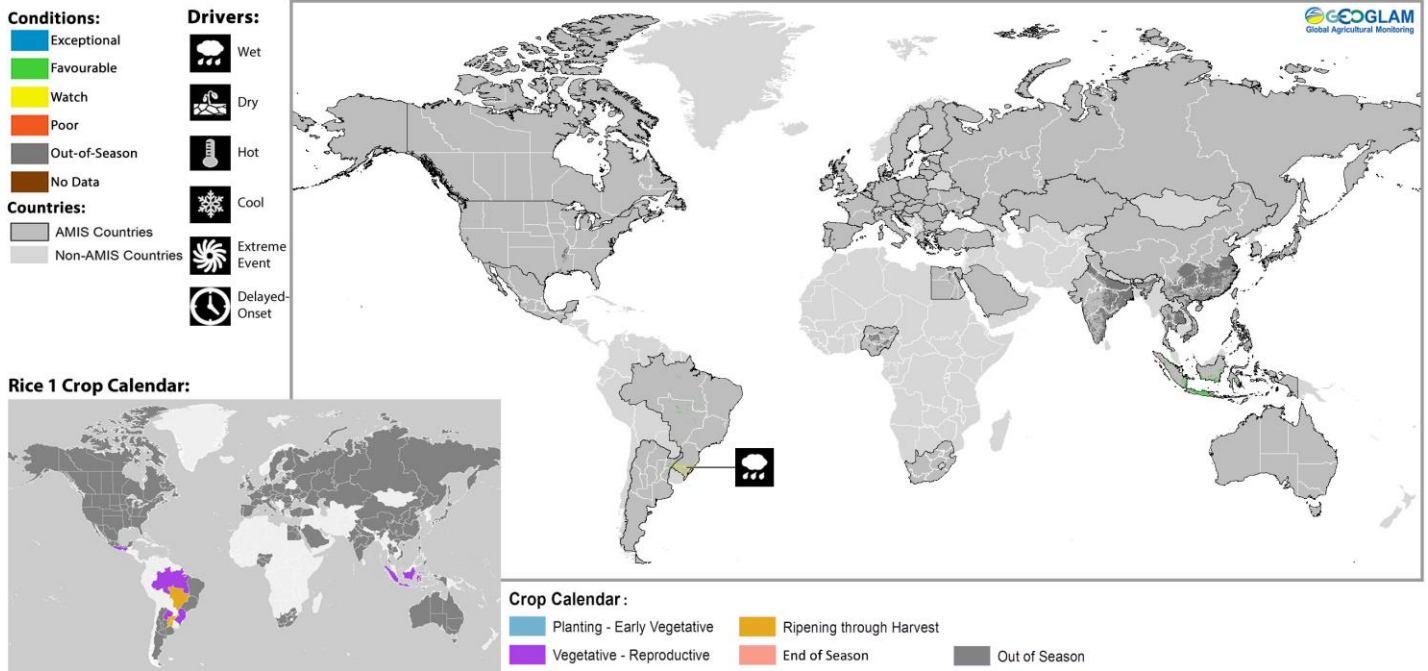 Conditions:
Exceptional
Favourable
Watch
Poor
Out-of-Season
No Data
Countries:
AMIS Countries
Non-AMIS Countries
Drivers:
Wet
Dry
Hot
Cool
Extreme
Event
Delayed-
Onset
GEOGLAM
Global Agricultural Monitoring
Rice 1 Crop Calendar:
Crop Calendar :
Planting - Early Vegetative
Ripening through Harvest
Vegetative - Reproductive
End of Season
Out of Season